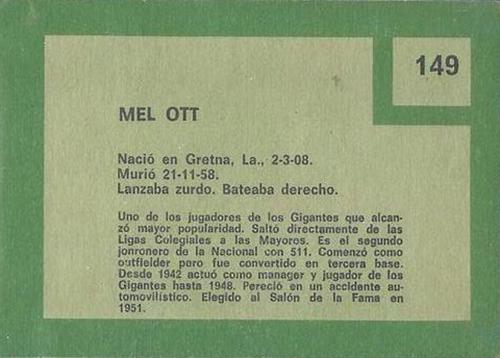 149
MEL OTT
Nació en Gretna, La., 2-3-08.
Murió 21-11-58.
Lanzaba zurdo. Bateaba derecho.
Uno de los jugadores de los Gigantes que alcan-
zó mayor popularidad. Saltó directamente de las
Ligas Colegiales a las Mayores. Es el segundo
jonronero de la Nacional con 511. Comenzó como
outfielder pero fue convertido en tercera base.
Desde 1942 actuó como manager y jugador de los
Gigantes hasta 1948. Pereció en un accidente au-
tomovilístico. Elegido al Salón de la Fama en
1951.